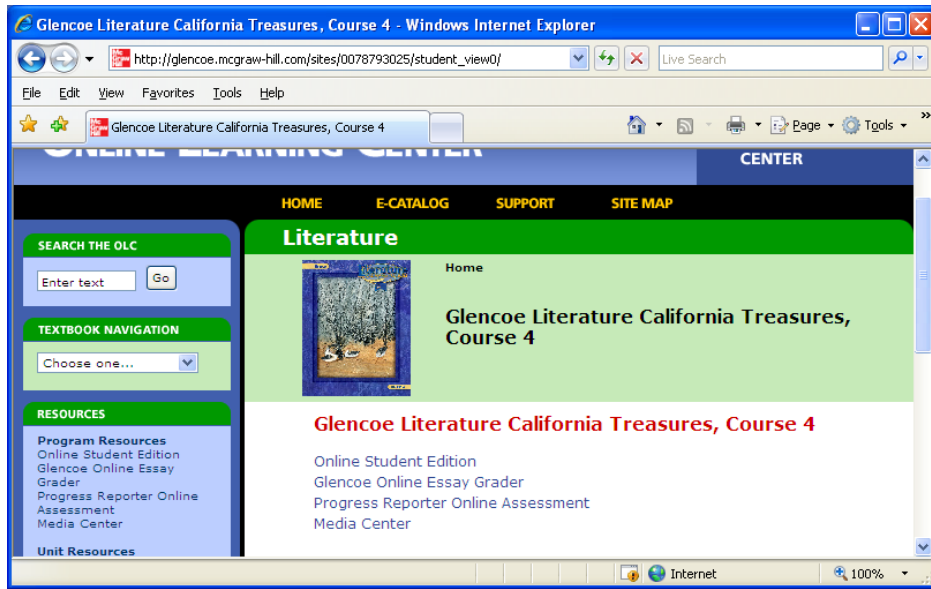 Glencoe Literature California Treasures, Course 4 - Windows Internet Explorer
http://glencoe.mcgraw-hill.com/sites/0078793025/student_view0/
Live Search
File Edit View Favorites Tools Help
Glencoe Literature California Treasures, Course 4
Page Tools »
ONLINE LEARNING CENTER
CENTER
HOME E-CATALOG SUPPORT SITE MAP
SEARCH THE OLC
Enter text Go
TEXTBOOK NAVIGATION
Choose one...
RESOURCES
Program Resources
Online Student Edition
Glencoe Online Essay
Grader
Progress Reporter Online
Assessment
Media Center
Unit Resources
Literature
Literature
Home
Glencoe Literature California Treasures,
Course 4
Glencoe Literature California Treasures, Course 4
Online Student Edition
Glencoe Online Essay Grader
Progress Reporter Online Assessment
Media Center
Internet 100%